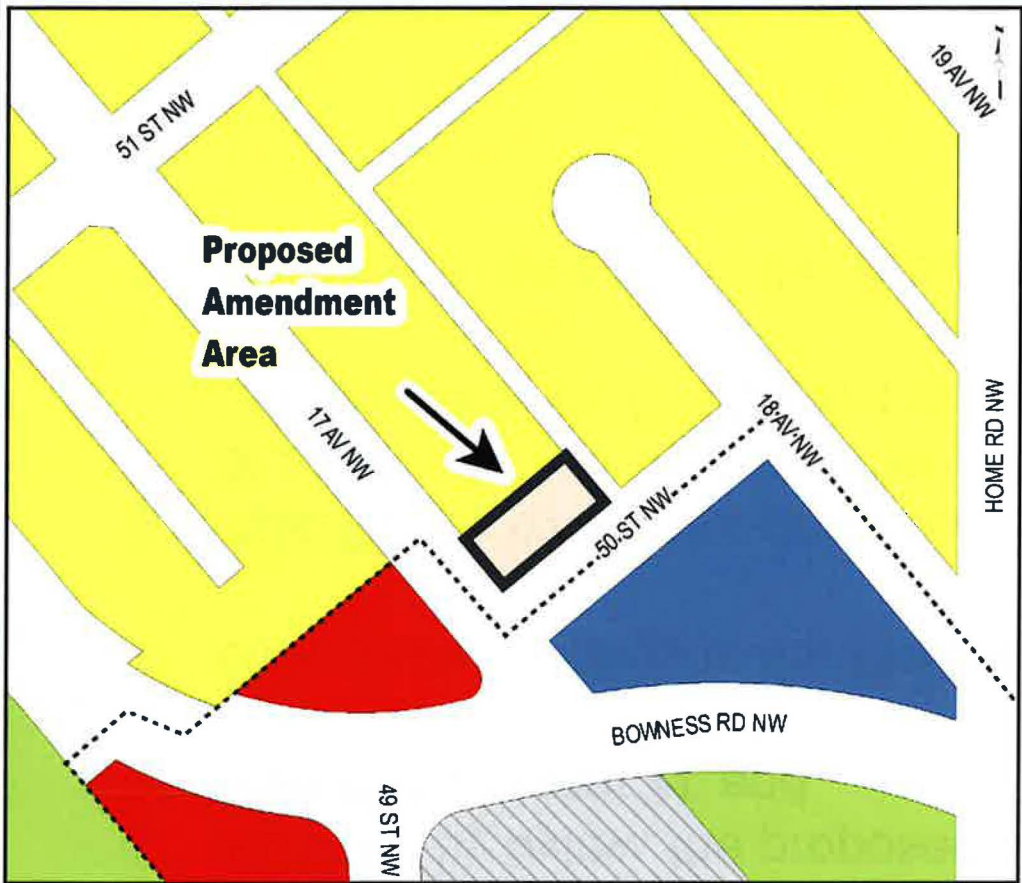 19 AV NW
51 ST NW
Proposed
Amendment
Area
17 AV NW
18 AV NW
HOME RD NW
50 ST NW
BOWNESS RD NW
49 ST NW